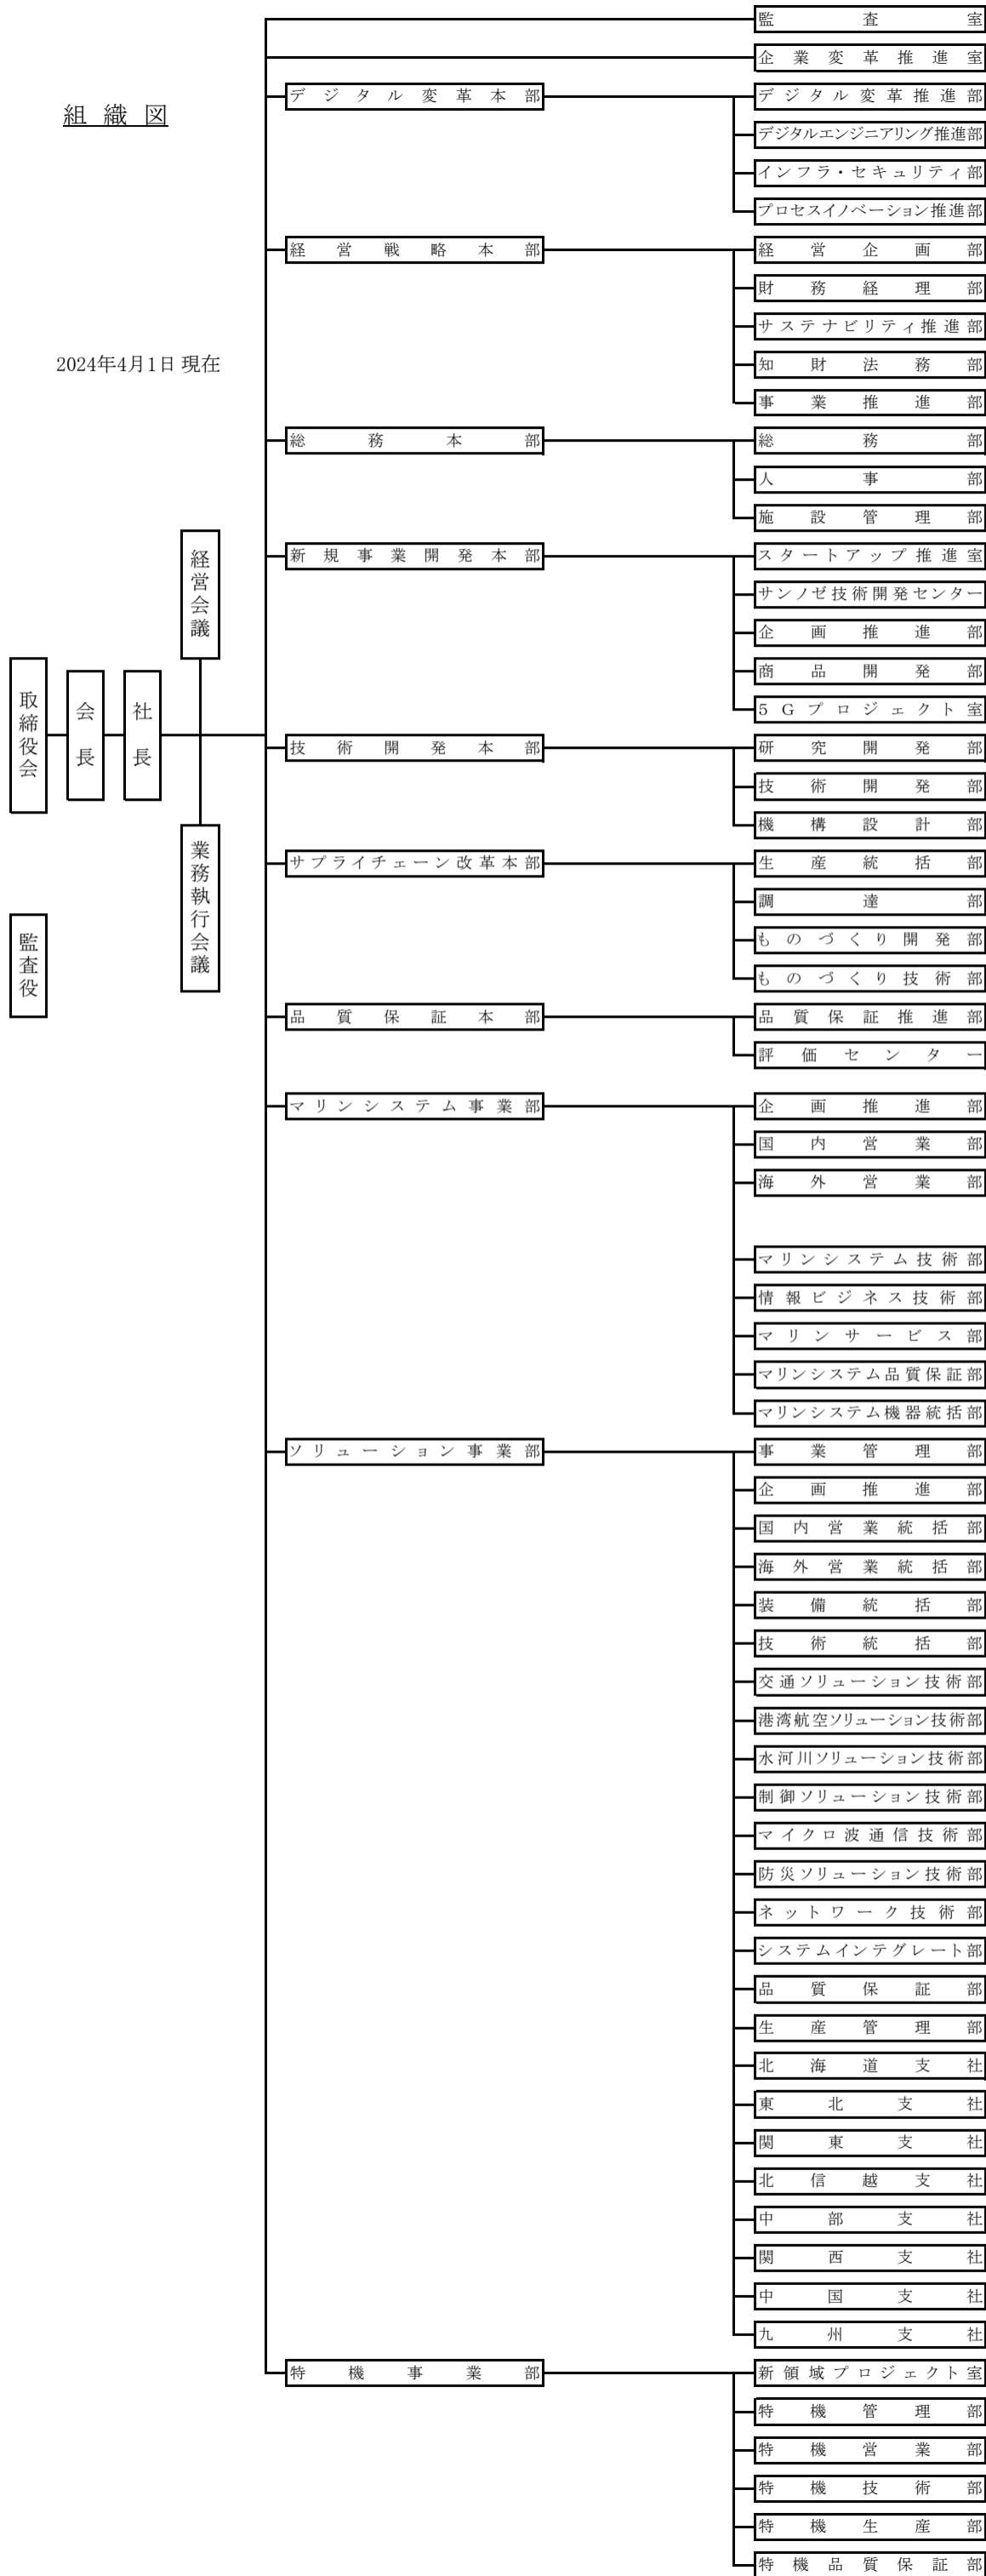 組織図
2024年4月1日 現在
取締役会
会長
社長
経営会議
業務執行会議
監査役
監査室
企業変革推進室
デジタル変革本部
デジタル変革推進部
デジタルエンジニアリング推進部
インフラ・セキュリティ部
プロセスイノベーション推進部
経営戦略本部
経営企画部
財務経理部
サステナビリティ推進部
知財法務部
事業推進部
総務本部
総務部
人事部
施設管理部
新規事業開発本部
スタートアップ推進室
サンノゼ技術開発センター
企画推進部
商品開発部
5Gプロジェクト室
技術開発本部
研究開発部
技術開発部
機構設計部
サプライチェーン改革本部
生産統括部
調達部
ものづくり開発部
ものづくり技術部
品質保証本部
品質保証推進部
評価センター
マリンシステム事業部
企画推進部
国内営業部
海外営業部
マリンシステム技術部
情報ビジネス技術部
マリンサービス部
マリンシステム品質保証部
マリンシステム機器統括部
ソリューション事業部
事業管理部
企画推進部
国内営業統括部
海外営業統括部
装備統括部
技術統括部
交通ソリューション技術部
港湾航空ソリューション技術部
水河川ソリューション技術部
制御ソリューション技術部
マイクロ波通信技術部
防災ソリューション技術部
ネットワーク技術部
システムインテグレート部
品質保証部
生産管理部
北海道支社
東北支社
関東支社
北信越支社
中部支社
関西支社
中国支社
九州支社
特機事業部
新領域プロジェクト室
特機管理部
特機営業部
特機技術部
特機生産部
特機品質保証部